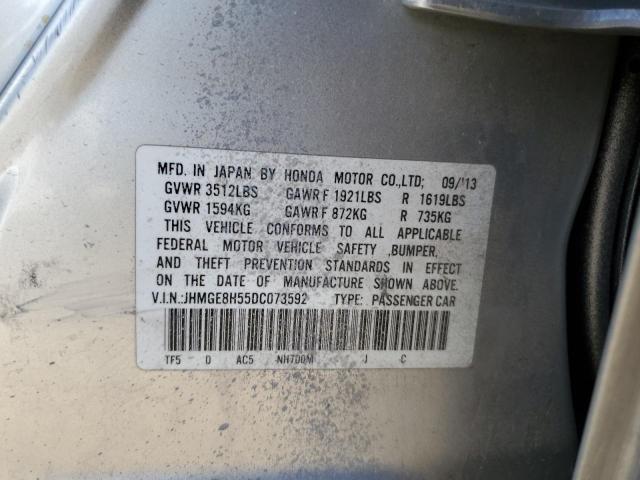 MFD. IN JAPAN BY HONDA MOTOR CO.,LTD; 09/13
GVWR 3512LBS GAWR F 1921LBS R 1619LBS
GVWR 1594KG GAWR F 872KG R 735KG
THIS VEHICLE CONFORMS TO ALL APPLICABLE
FEDERAL MOTOR VEHICLE SAFETY ,BUMPER,
AND THEFT PREVENTION STANDARDS IN EFFECT
ON THE DATE OF MANUFACTURE SHOWN ABOVE.
V.I.N.:JHMGE8H55DC073592 TYPE: PASSENGER CAR
TF5 D AC5 NH700M J C